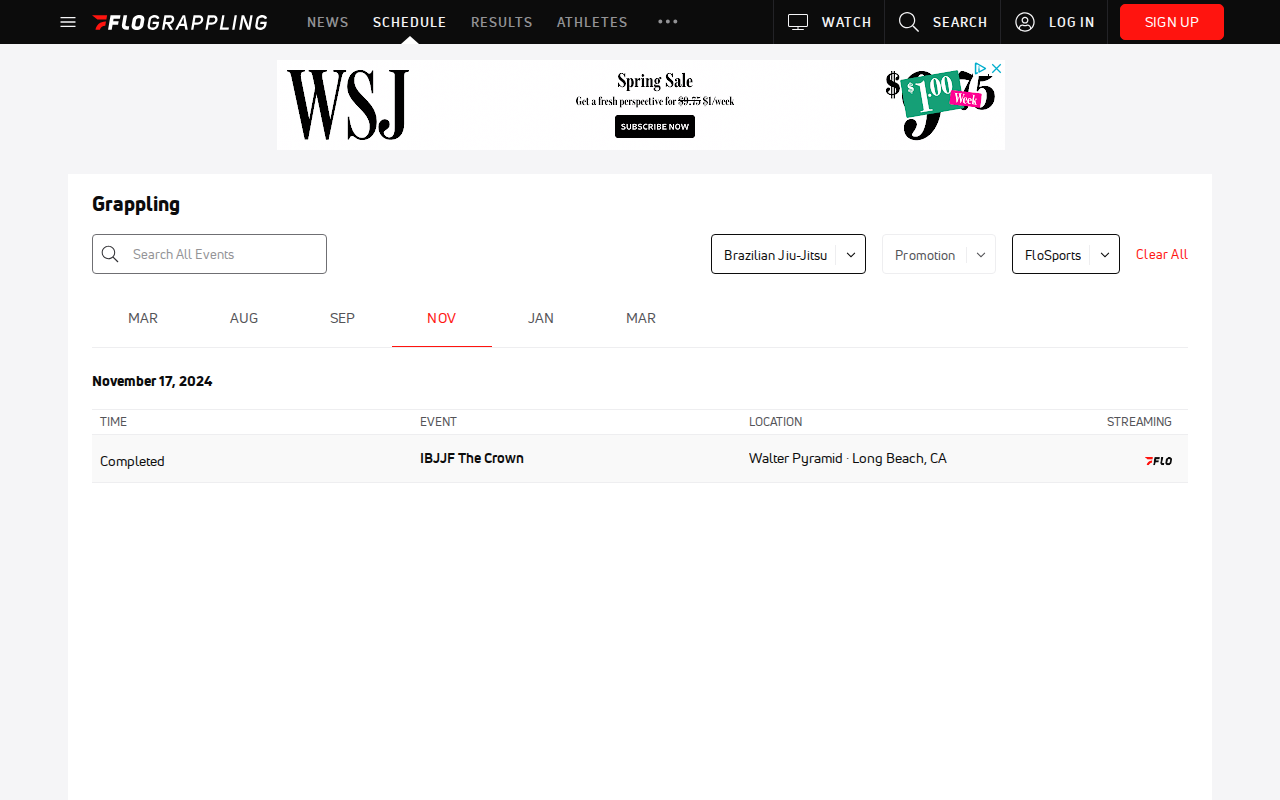 FLOGRAPPLING NEWS SCHEDULE RESULTS ATHLETES WATCH SEARCH LOG IN SIGN UP
WSJ
Spring Sale
Get a fresh perspective for $9.75 $1/week
SUBSCRIBE NOW
$1.00
Week
Grappling
Search All Events
Brazilian Jiu-Jitsu
Promotion
FloSports
Clear All
MAR AUG SEP NOV JAN MAR
November 17, 2024
TIME EVENT LOCATION STREAMING
Completed IBJJF The Crown Walter Pyramid · Long Beach, CA FLO